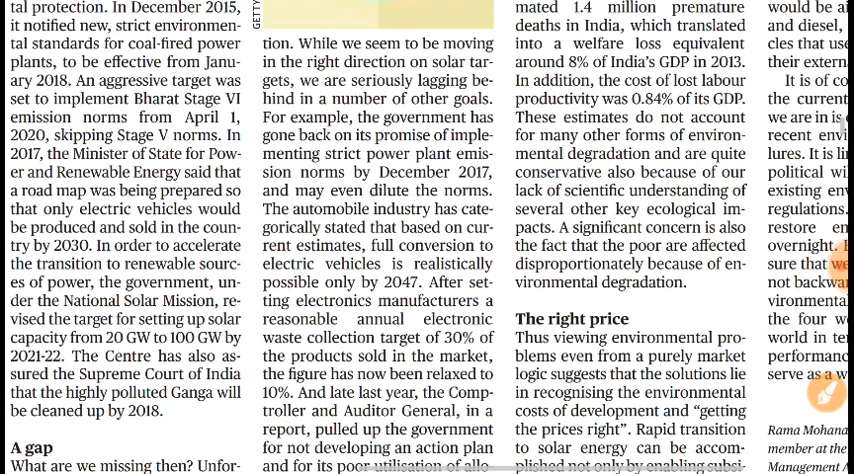 tal protection. In December 2015,
it notified new, strict environmen-
tal standards for coal-fired power
plants, to be effective from Janu-
ary 2018. An aggressive target was
set to implement Bharat Stage VI
emission norms from April 1,
2020, skipping Stage V norms. In
2017, the Minister of State for Pow-
er and Renewable Energy said that
a road map was being prepared so
that only electric vehicles would
be produced and sold in the coun-
try by 2030. In order to accelerate
the transition to renewable sourc-
es of power, the government, un-
der the National Solar Mission, re-
vised the target for setting up solar
capacity from 20 GW to 100 GW by
2021-22. The Centre has also as-
sured the Supreme Court of India
that the highly polluted Ganga will
be cleaned up by 2018.
A gap
What are we missing then? Unfor-
GETTY
tion. While we seem to be moving
in the right direction on solar tar-
gets, we are seriously lagging be-
hind in a number of other goals.
For example, the government has
gone back on its promise of imple-
menting strict power plant emis-
sion norms by December 2017,
and may even dilute the norms.
The automobile industry has cate-
gorically stated that based on cur-
rent estimates, full conversion to
electric vehicles is realistically
possible only by 2047. After set-
ting electronics manufacturers a
reasonable annual electronic
waste collection target of 30% of
the products sold in the market,
the figure has now been relaxed to
10%. And late last year, the Comp-
troller and Auditor General, in a
report, pulled up the government
for not developing an action plan
and for its poor utilisation of allo-
mated 1.4 million premature
deaths in India, which translated
into a welfare loss equivalent
around 8% of India's GDP in 2013.
In addition, the cost of lost labour
productivity was 0.84% of its GDP.
These estimates do not account
for many other forms of environ-
mental degradation and are quite
conservative also because of our
lack of scientific understanding of
several other key ecological im-
pacts. A significant concern is also
the fact that the poor are affected
disproportionately because of en-
vironmental degradation.
The right price
Thus viewing environmental pro-
blems even from a purely market
logic suggests that the solutions lie
in recognising the environmental
costs of development and “getting
the prices right”. Rapid transition
to solar energy can be accom-
plished not only by enabling subsi-
would be a
and diesel,
cles that use
their extern
It is of co
the current
we are in is
recent envi
lures. It is li
political wi
existing en
regulations.
restore en
overnight.
sure that we
not backwa
vironmenta
the four w
world in te
performanc
serve as a w
Rama Mohana
member at the
Management A